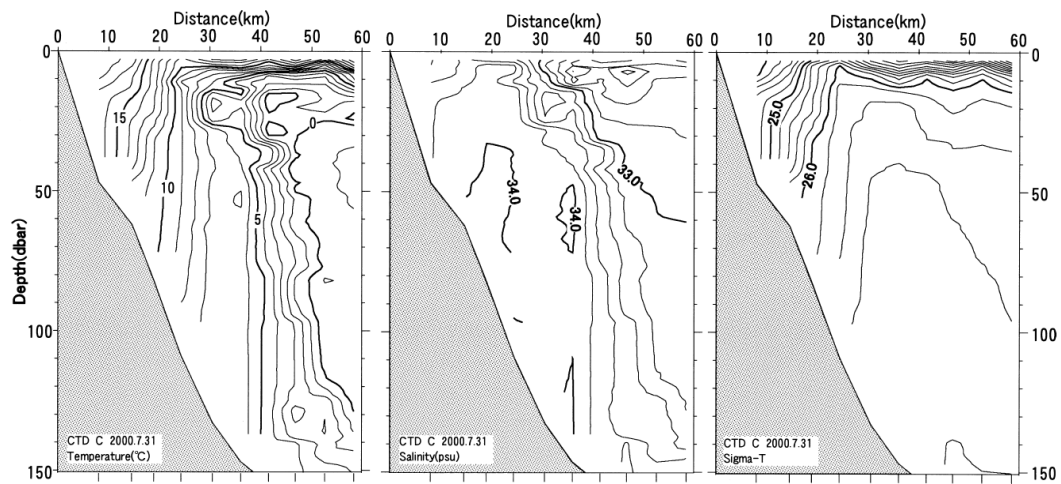 Distance(km)
0 10 20 30 40 50 60
Distance(km)
0 10 20 30 40 50 60
Distance(km)
0 10 20 30 40 50 60
Depth(dbar)
0
50
100
150
15
10
5
0
CTD C 2000.7.31
Temperature(℃)
34.0
34.0
33.0
CTD C 2000.7.31
Salinity(psu)
25.0
26.0
CTD C 2000.7.31
Sigma-T
0
50
100
150